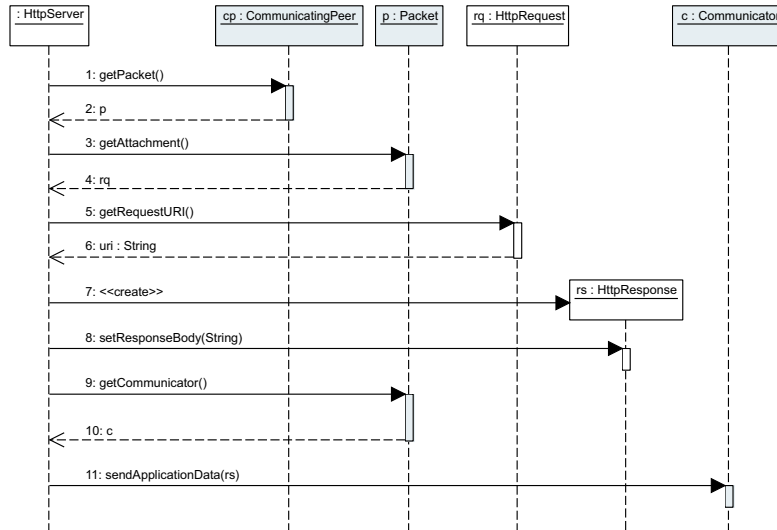 : HttpServer
cp : CommunicatingPeer
p : Packet
rq : HttpRequest
c : Communicator
1: getPacket()
2: p
3: getAttachment()
4: rq
5: getRequestURI()
6: uri : String
7: <<create>>
rs : HttpResponse
8: setResponseBody(String)
9: getCommunicator()
10: c
11: sendApplicationData(rs)